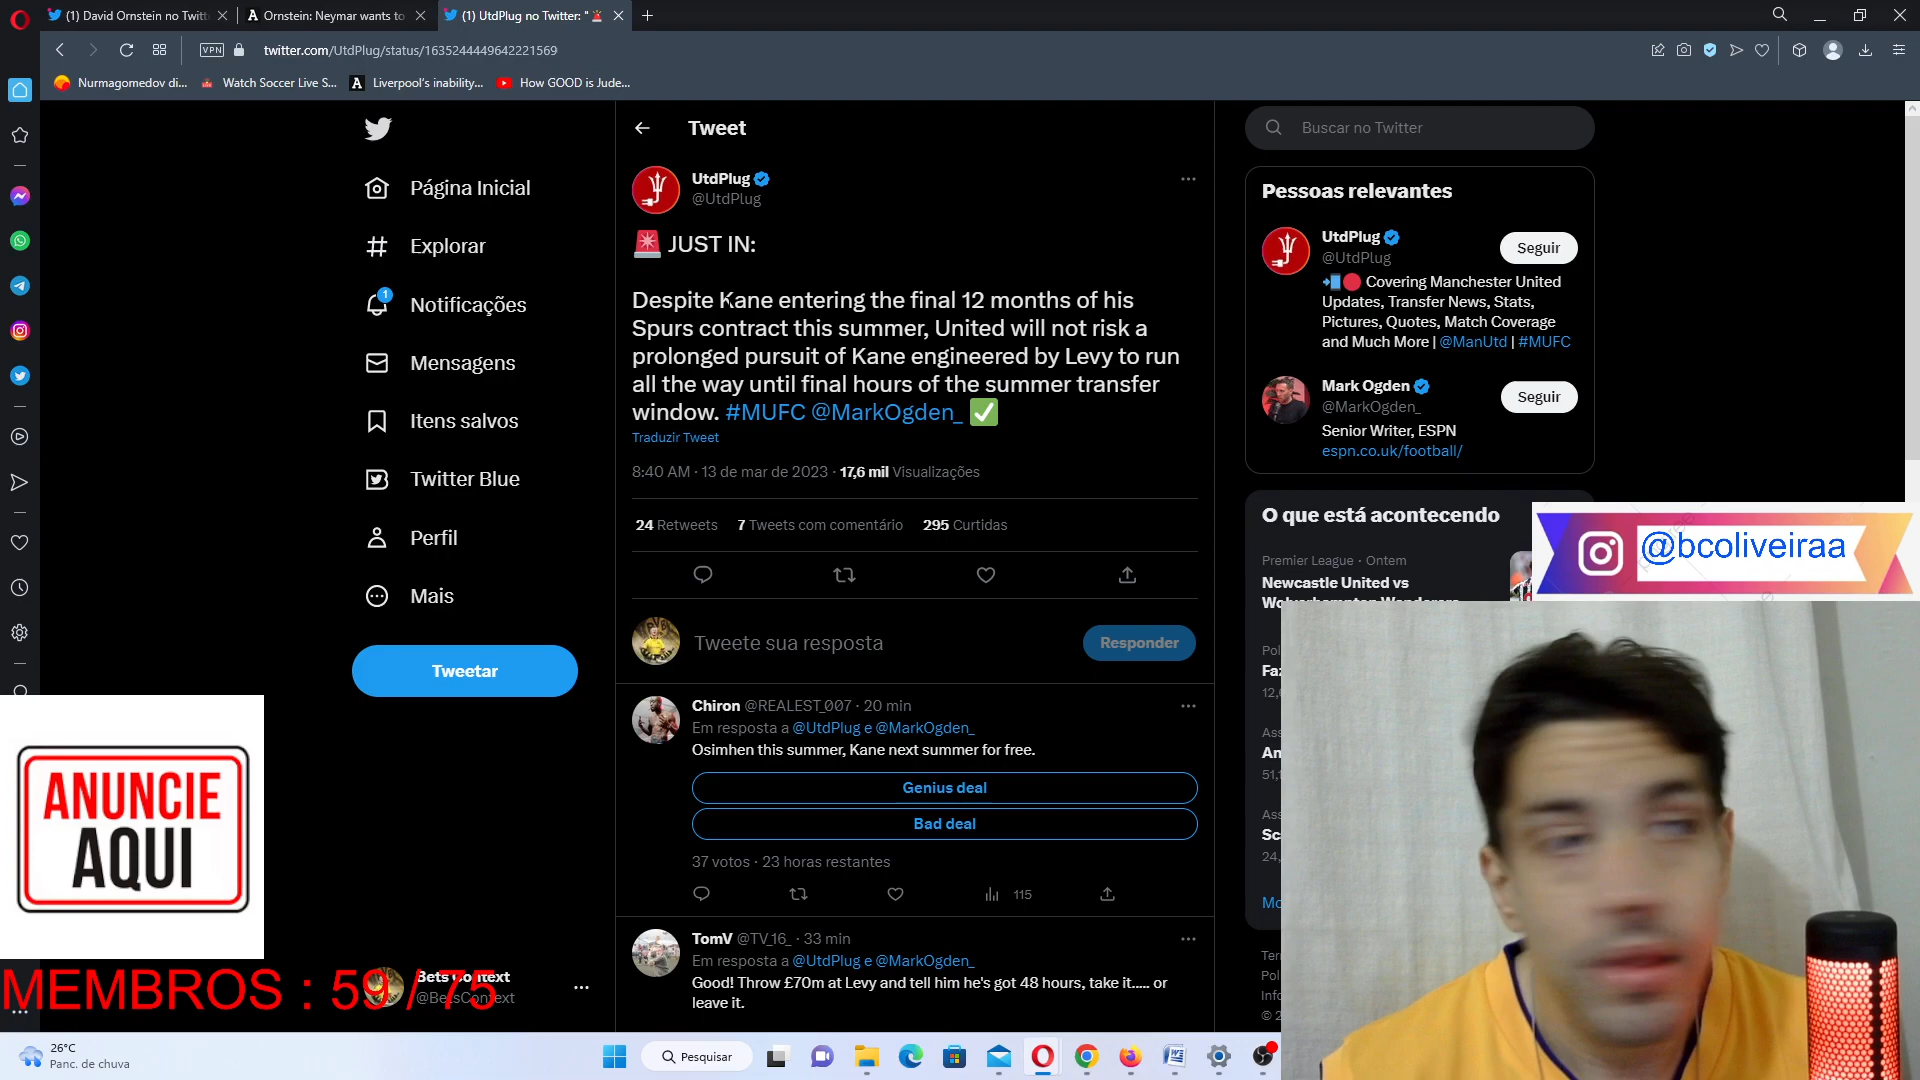 (1) David Ornstein no Twitt
Ornstein: Neymar wants to
(1) UtdPlug no Twitter: "🚨
VPN
twitter.com/UtdPlug/status/1635244449642221569
Nurmagomedov di...
Watch Soccer Live S...
Liverpool's inability...
How GOOD is Jude...
Página Inicial
Explorar
1
Notificações
Mensagens
Itens salvos
Twitter Blue
Perfil
Mais
Tweetar
Tweet
UtdPlug
@UtdPlug
🚨 JUST IN:
Despite Kane entering the final 12 months of his
Spurs contract this summer, United will not risk a
prolonged pursuit of Kane engineered by Levy to run
all the way until final hours of the summer transfer
window. #MUFC @MarkOgden_ ✅
Traduzir Tweet
8:40 AM · 13 de mar de 2023 · 17,6 mil Visualizações
24 Retweets 7 Tweets com comentário 295 Curtidas
Tweete sua resposta
Responder
Chiron @REALEST_007 · 20 min
Em resposta a @UtdPlug e @MarkOgden_
Osimhen this summer, Kane next summer for free.
Genius deal
Bad deal
37 votos · 23 horas restantes
115
TomV @TV_16_ · 33 min
Em resposta a @UtdPlug e @MarkOgden_
Good! Throw £70m at Levy and tell him he's got 48 hours, take it..... or
leave it.
Buscar no Twitter
Pessoas relevantes
UtdPlug
@UtdPlug
Seguir
📲🔴 Covering Manchester United
Updates, Transfer News, Stats,
Pictures, Quotes, Match Coverage
and Much More | @ManUtd | #MUFC
Mark Ogden
@MarkOgden_
Seguir
Senior Writer, ESPN
espn.co.uk/football/
O que está acontecendo
Premier League · Ontem
Newcastle United vs
Wolverhampton Wanderers
@bcoliveiraa
ANUNCIE
AQUI
MEMBROS : 59 / 75
Bets Context
@BetsContext
26°C
Panc. de chuva
Pesquisar